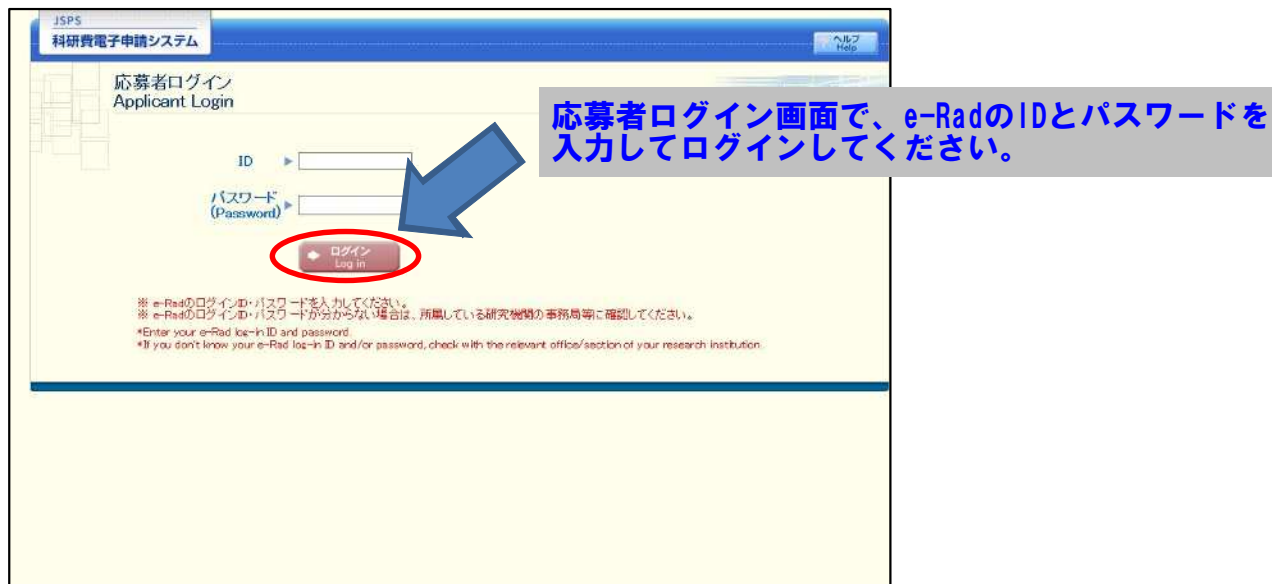 JSPS
科研費電子申請システム
ヘルプ
Help
応募者ログイン
Applicant Login
応募者ログイン画面で、e-RadのIDとパスワードを
入力してログインしてください。
ID
パスワード
(Password)
ログイン
Log in
※ e-RadのログインID・パスワードを入力してください。
※ e-RadのログインID・パスワードが分からない場合は、所属している研究機関の事務局等に確認してください。
*Enter your e-Rad log-in ID and password.
*If you don't know your e-Rad log-in ID and/or password, check with the relevant office/section of your research institution.